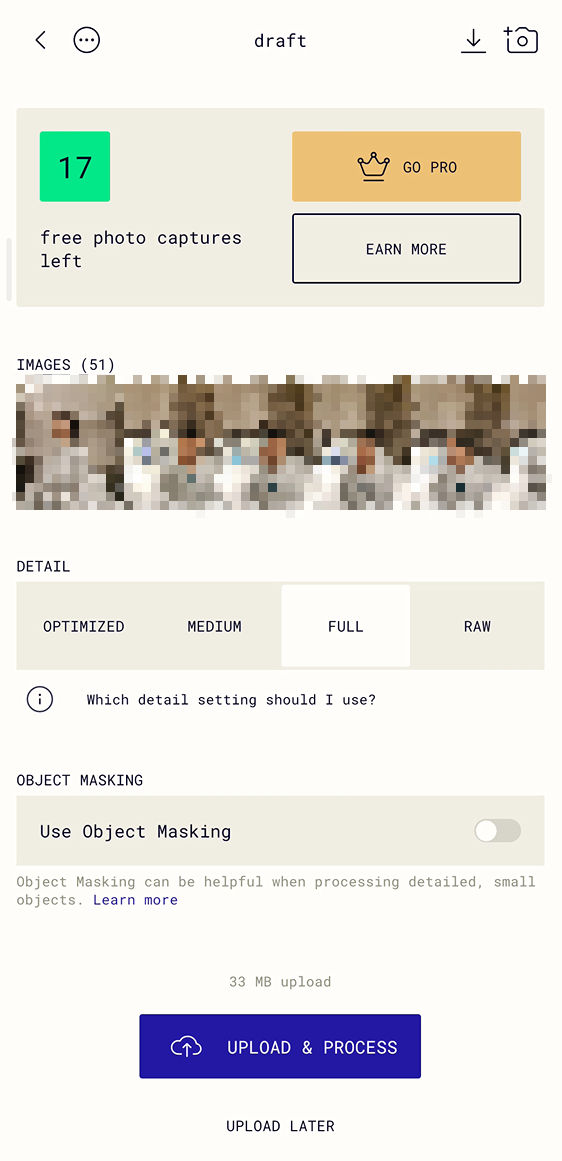 draft
17
GO PRO
free photo captures
left
EARN MORE
IMAGES (51)
DETAIL
OPTIMIZED
MEDIUM
FULL
RAW
Which detail setting should I use?
OBJECT MASKING
Use Object Masking
Object Masking can be helpful when processing detailed, small
objects. Learn more
33 MB upload
UPLOAD & PROCESS
UPLOAD LATER